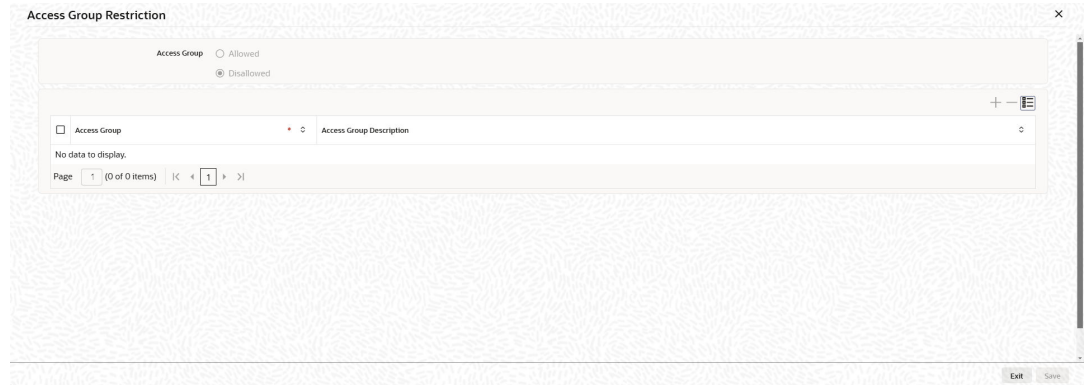 Access Group Restriction
Access Group Allowed
Disallowed
Access Group * Access Group Description
No data to display.
Page 1 (0 of 0 items) 1
Exit Save